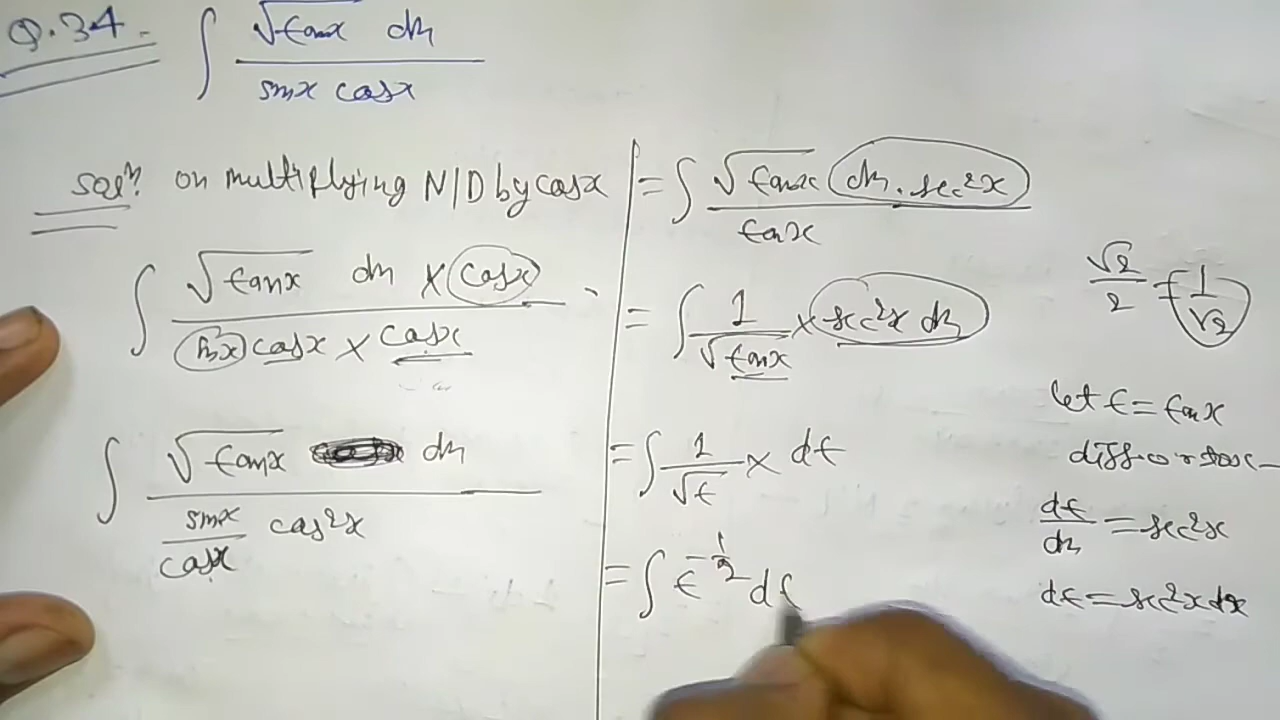 Q.34. ∫ √tanx dx / sinx cosx
Solⁿ. on multiplying N/D by cosx
∫ √tanx dx × cosx / sinx cosx × cosx
∫ √tanx dx / (sinx/cosx) cos²x
= ∫ √tanx dx . sec²x / tanx
= ∫ 1/√tanx × sec²x dx
= ∫ 1/√t × dt
= ∫ t^(-1/2) dt
√2/2 = 1/√2
let t = tanx
diff. w.r. to x -
dt/dx = sec²x
dt = sec²x dx